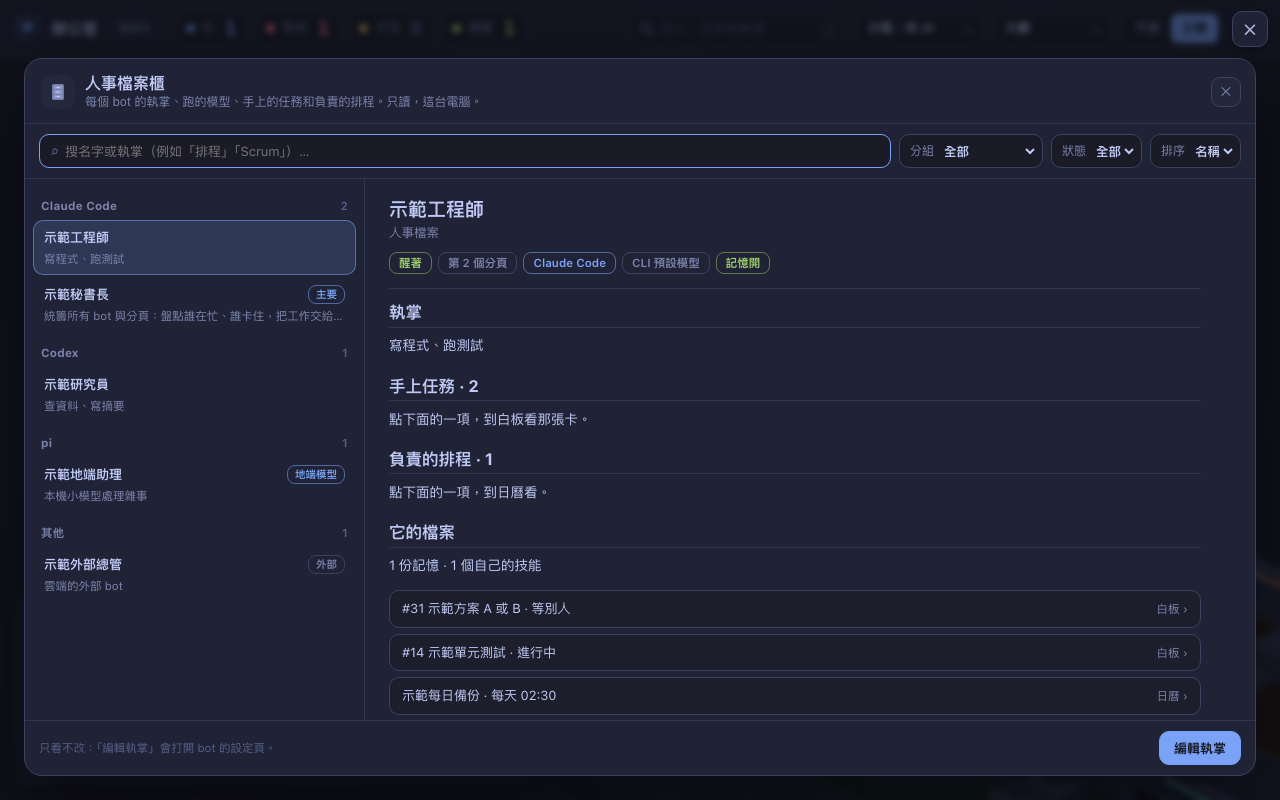 人事檔案櫃
每個 bot 的執掌、跑的模型、手上的任務和負責的排程。只讀，這台電腦。
搜名字或執掌（例如「排程」「Scrum」）…
分組 全部
狀態 全部
排序 名稱
Claude Code 2
示範工程師
寫程式、跑測試
示範秘書長 主要
統籌所有 bot 與分頁：盤點誰在忙、誰卡住，把工作交給...
Codex 1
示範研究員
查資料、寫摘要
pi 1
示範地端助理 地端模型
本機小模型處理雜事
其他 1
示範外部總管 外部
雲端的外部 bot
示範工程師
人事檔案
醒著 第 2 個分頁 Claude Code CLI 預設模型 記憶開
執掌
寫程式、跑測試
手上任務 · 2
點下面的一項，到白板看那張卡。
負責的排程 · 1
點下面的一項，到日曆看。
它的檔案
1 份記憶 · 1 個自己的技能
#31 示範方案 A 或 B · 等別人 白板 ›
#14 示範單元測試 · 進行中 白板 ›
示範每日備份 · 每天 02:30 日曆 ›
只看不改：「編輯執掌」會打開 bot 的設定頁。
編輯執掌